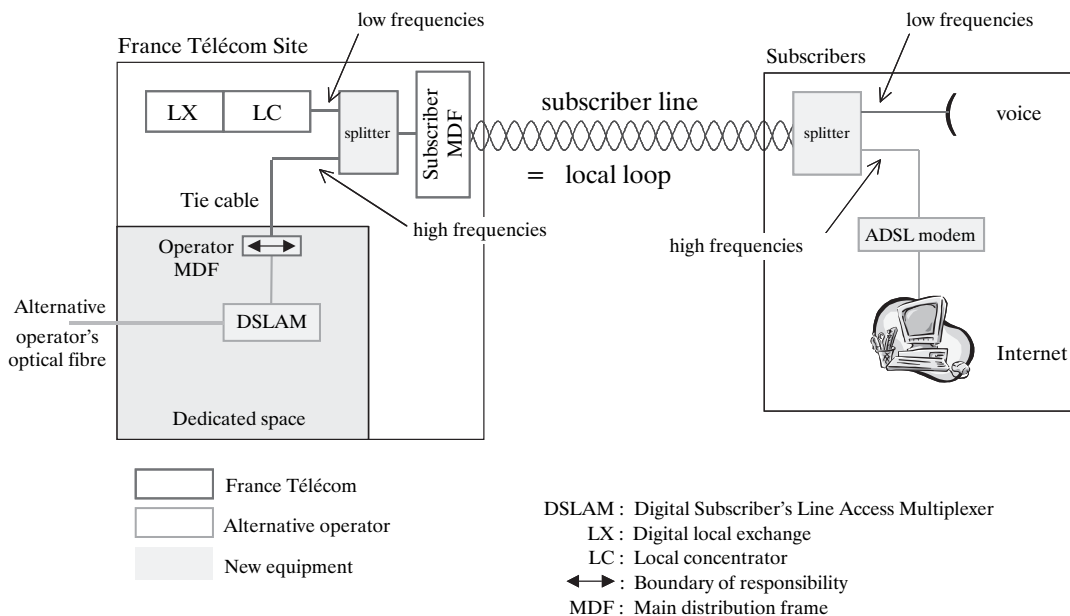 low frequencies
low frequencies
France Télécom Site
Subscribers
LX
LC
splitter
Subscriber
MDF
subscriber line
splitter
voice
= local loop
Tie cable
high frequencies
high frequencies
Operator
MDF
ADSL modem
Alternative
operator's
optical fibre
DSLAM
Internet
Dedicated space
France Télécom
Alternative operator
New equipment
DSLAM : Digital Subscriber's Line Access Multiplexer
LX : Digital local exchange
LC : Local concentrator
: Boundary of responsibility
MDF : Main distribution frame